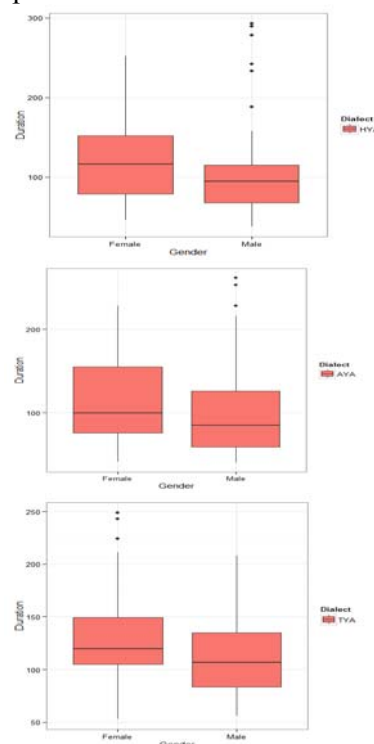 300
200
100
Duration
Female
Male
Gender
Dialect
HYA
200
100
Duration
Female
Male
Gender
Dialect
AYA
250
200
150
100
50
Duration
Female
Male
Gender
Dialect
TYA